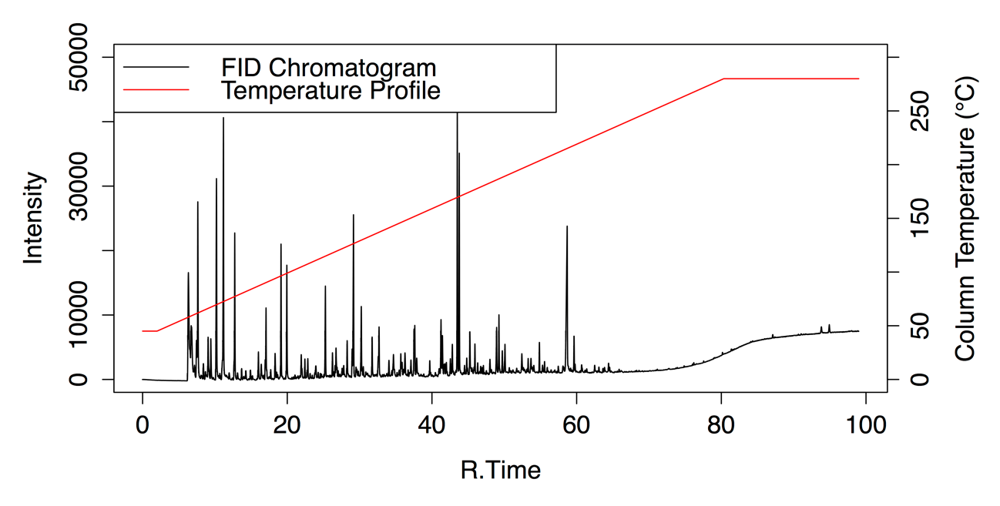 FID Chromatogram
Temperature Profile
Intensity
0
10000
30000
50000
0
50
150
250
Column Temperature (°C)
0 20 40 60 80 100
R.Time